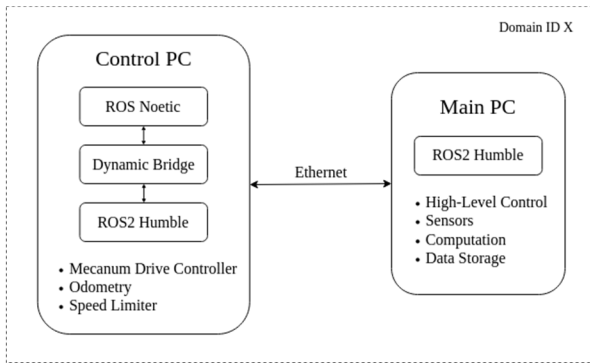 Domain ID X
Control PC
ROS Noetic
Dynamic Bridge
ROS2 Humble
• Mecanum Drive Controller
• Odometry
• Speed Limiter
Ethernet
Main PC
ROS2 Humble
• High-Level Control
• Sensors
• Computation
• Data Storage